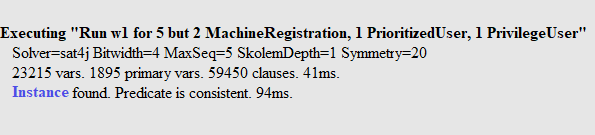 Executing "Run w1 for 5 but 2 MachineRegistration, 1 PrioritizedUser, 1 PrivilegeUser"
Solver=sat4j Bitwidth=4 MaxSeq=5 SkolemDepth=1 Symmetry=20
23215 vars. 1895 primary vars. 59450 clauses. 41ms.
Instance found. Predicate is consistent. 94ms.